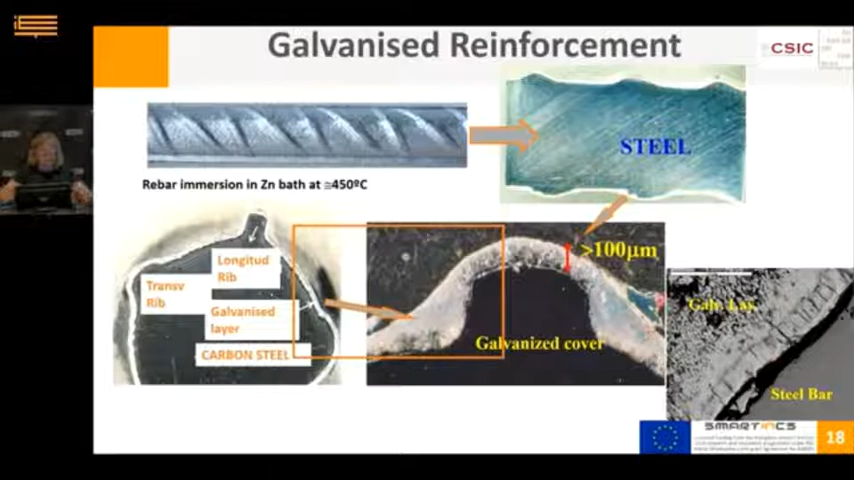 Galvanised Reinforcement
CSIC
STEEL
Rebar immersion in Zn bath at ≅450ºC
>100µm
Longitud
Rib
Transv
Rib
Galvanised
layer
CARBON STEEL
Galvanized cover
Galv. Lay.
Steel Bar
SMARTINCS
18